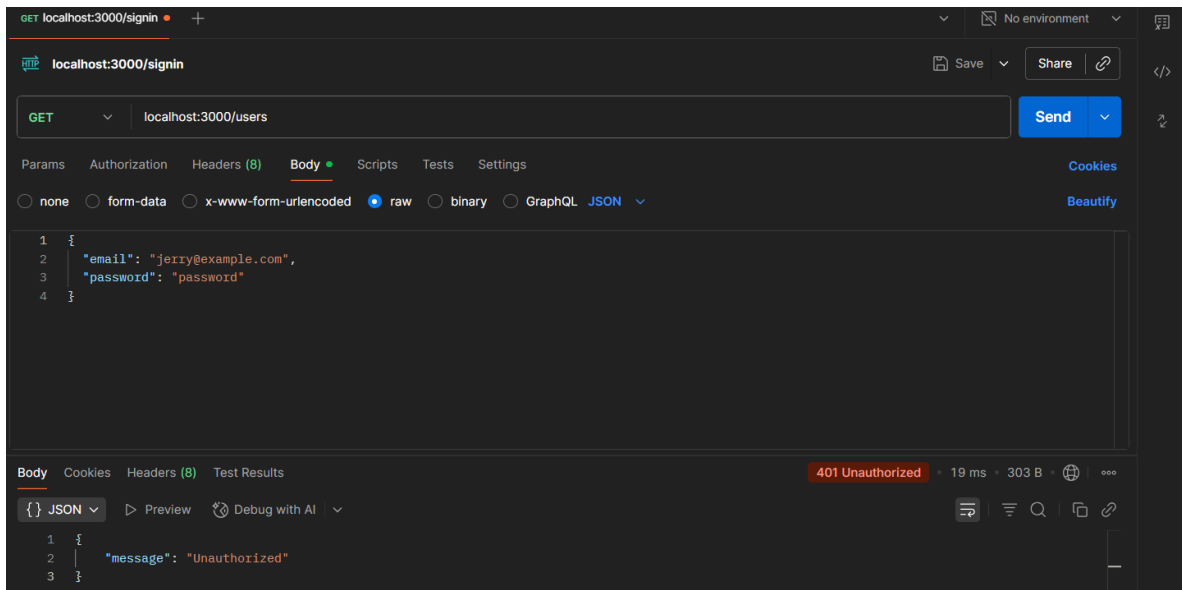 GET localhost:3000/signin
No environment
HTTP localhost:3000/signin Save Share
GET localhost:3000/users Send
Params Authorization Headers (8) Body Scripts Tests Settings Cookies
none form-data x-www-form-urlencoded raw binary GraphQL JSON Beautify
1 {
2 "email": "jerry@example.com",
3 "password": "password"
4 }
Body Cookies Headers (8) Test Results 401 Unauthorized 19 ms 303 B
{} JSON Preview Debug with AI
1 {
2 "message": "Unauthorized"
3 }